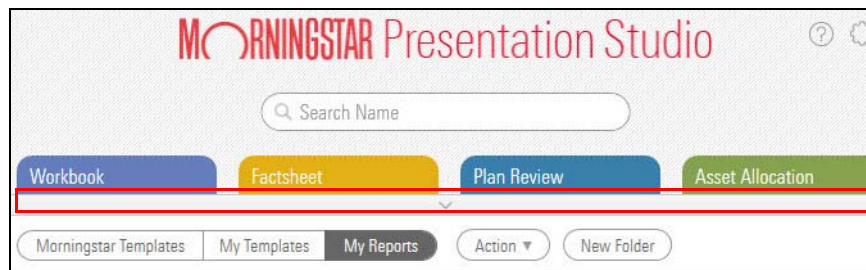 MORNINGSTAR Presentation Studio
?
Search Name
Workbook Factsheet Plan Review Asset Allocation
Morningstar Templates My Templates My Reports Action ▼ New Folder